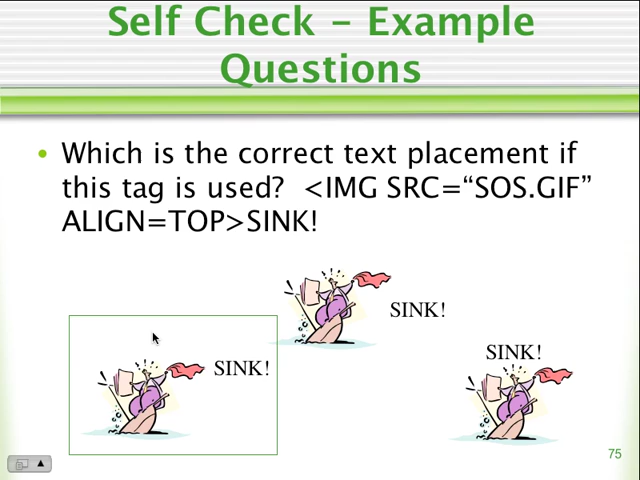 Self Check - Example
Questions
• Which is the correct text placement if
this tag is used? <IMG SRC=“SOS.GIF”
ALIGN=TOP>SINK!
SINK!
SINK!
SINK!
75